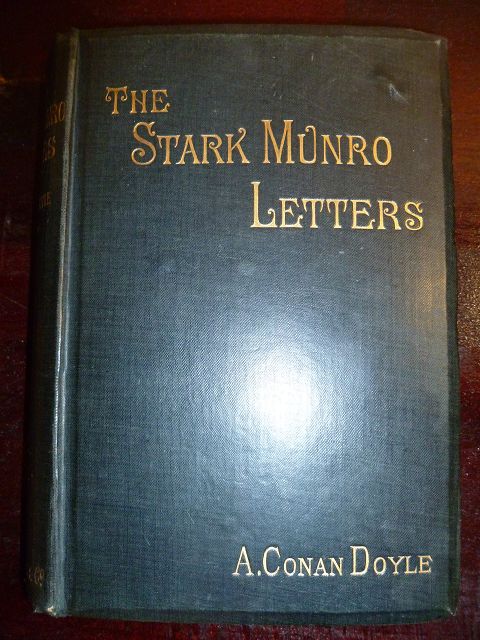 THE
STARK MUNRO
LETTERS
A. CONAN DOYLE